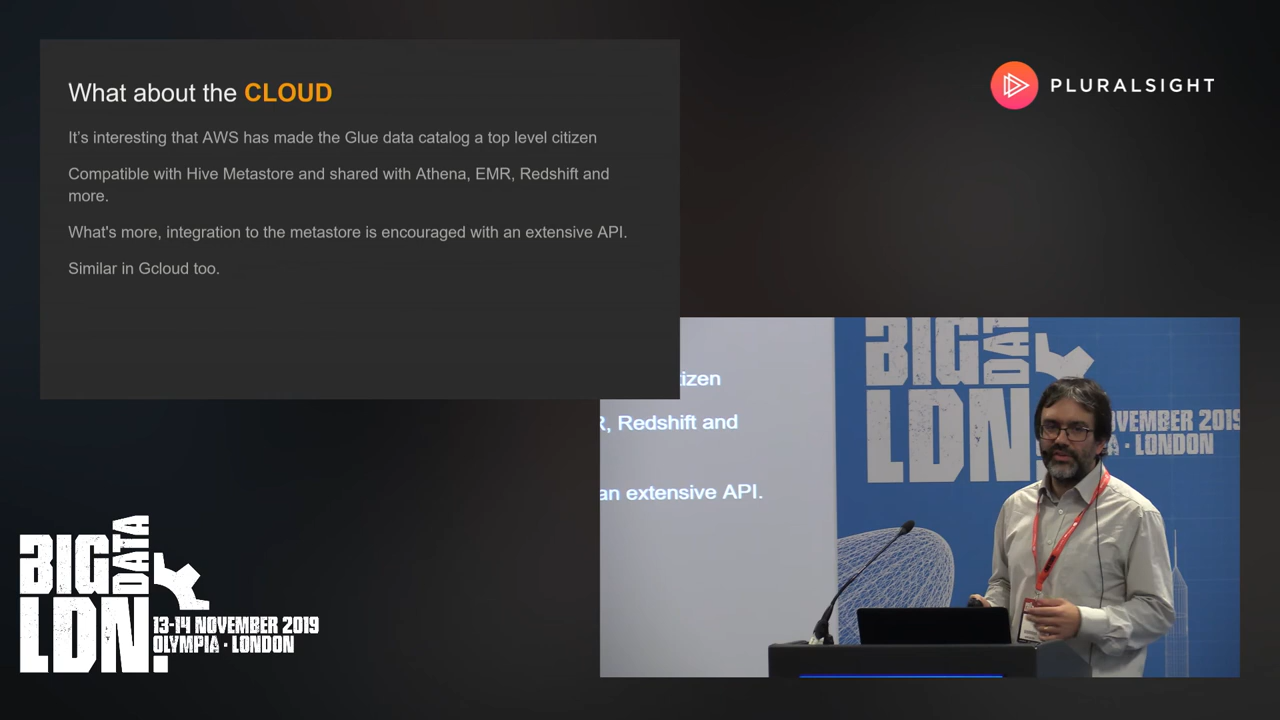 What about the CLOUD
It's interesting that AWS has made the Glue data catalog a top level citizen
Compatible with Hive Metastore and shared with Athena, EMR, Redshift and
more.
What's more, integration to the metastore is encouraged with an extensive API.
Similar in Gcloud too.
PLURALSIGHT
tizen
R, Redshift and
an extensive API.
BIG DATA
LDN.
OVEMBER 2019
A · LONDON
BIG DATA
LDN.
13-14 NOVEMBER 2019
OLYMPIA · LONDON